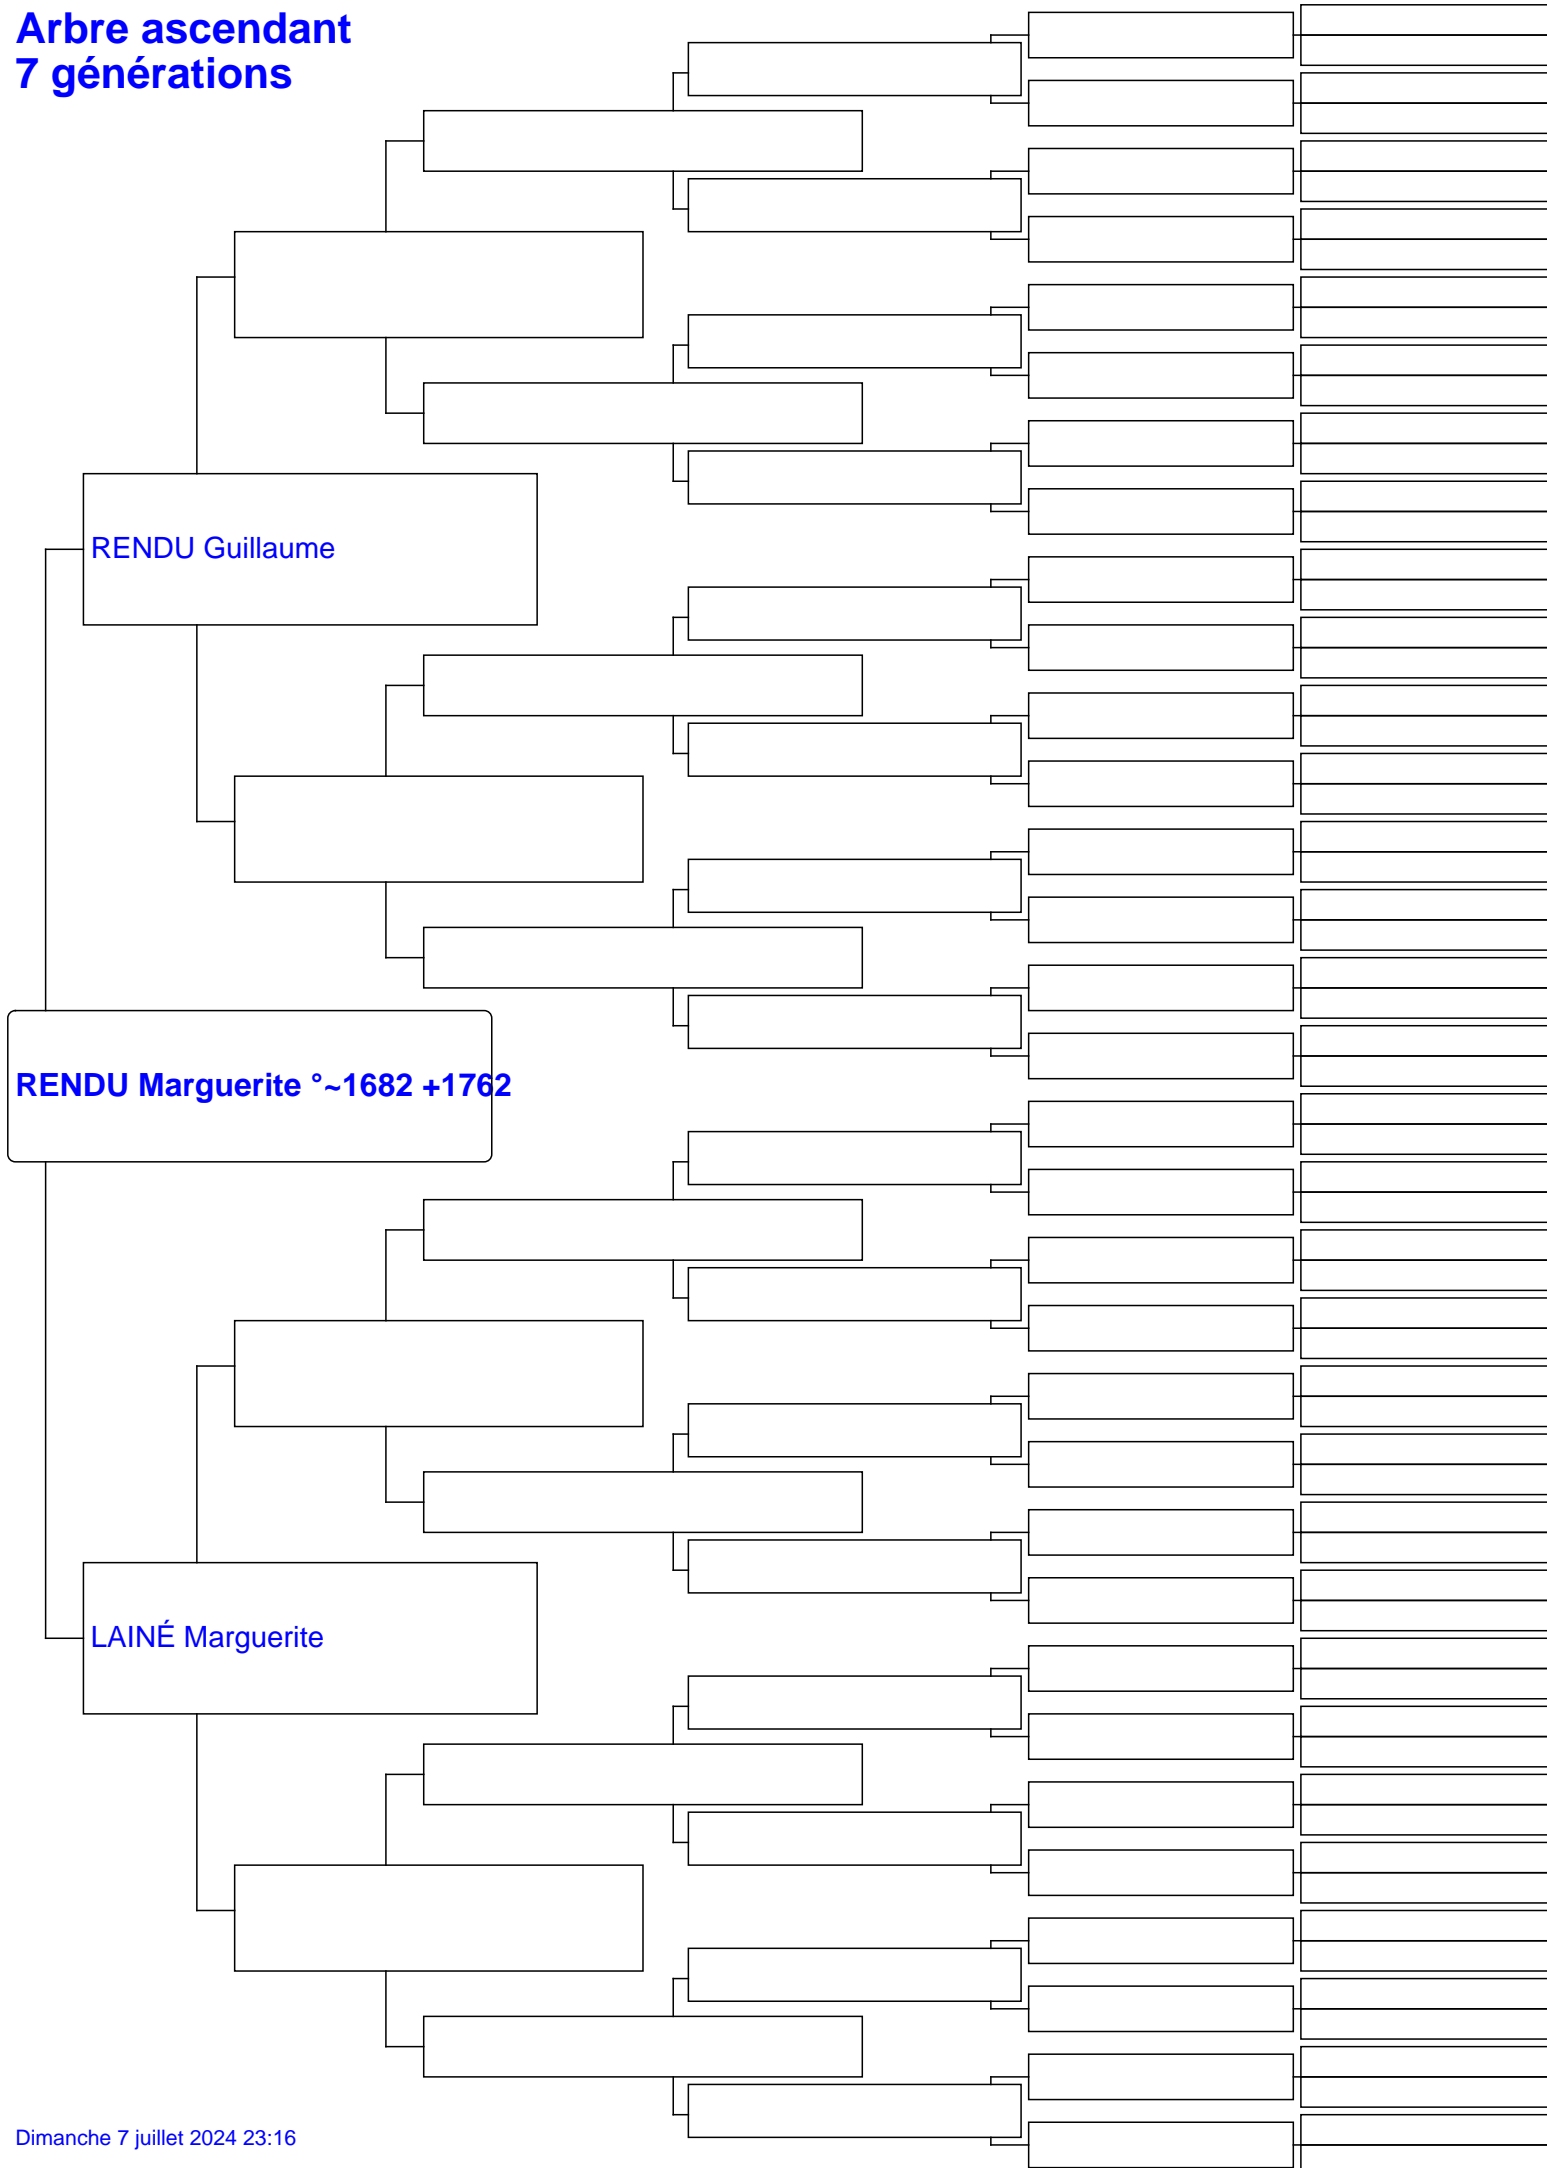 Arbre ascendant
7 générations
RENDU Guillaume
RENDU Marguerite °~1682 +1762
LAINÉ Marguerite
Dimanche 7 juillet 2024 23:16